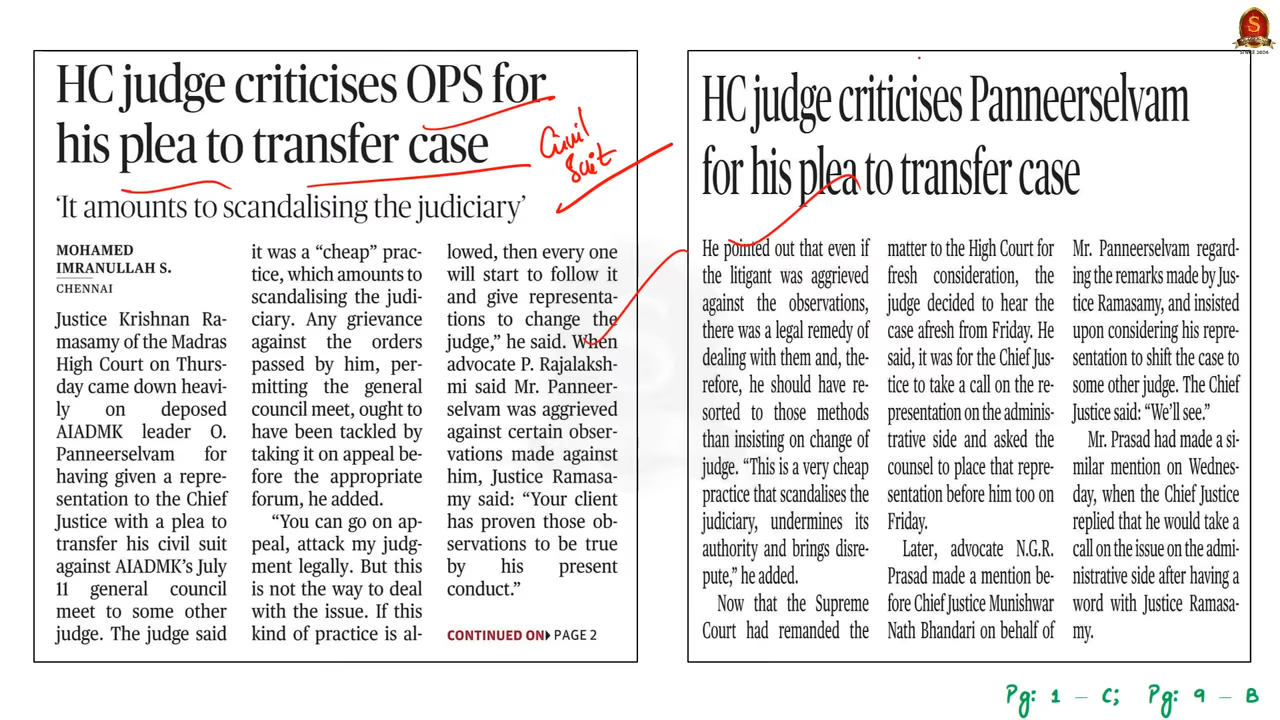 HC judge criticises OPS for
his plea to transfer case
Civil
Suit
'It amounts to scandalising the judiciary'
MOHAMED
IMRANULLAH S.
CHENNAI
Justice Krishnan Ra-
masamy of the Madras
High Court on Thurs-
day came down heavi-
ly on deposed
AIADMK leader O.
Panneerselvam for
having given a repre-
sentation to the Chief
Justice with a plea to
transfer his civil suit
against AIADMK's July
11 general council
meet to some other
judge. The judge said
it was a “cheap” prac-
tice, which amounts to
scandalising the judi-
ciary. Any grievance
against the orders
passed by him, per-
mitting the general
council meet, ought to
have been tackled by
taking it on appeal be-
fore the appropriate
forum, he added.
“You can go on ap-
peal, attack my judg-
ment legally. But this
is not the way to deal
with the issue. If this
kind of practice is al-
lowed, then every one
will start to follow it
and give representa-
tions to change the
judge,” he said. When
advocate P. Rajalaksh-
mi said Mr. Panneer-
selvam was aggrieved
against certain obser-
vations made against
him, Justice Ramasa-
my said: “Your client
has proven those ob-
servations to be true
by his present
conduct.”
CONTINUED ON PAGE 2
HC judge criticises Panneerselvam
for his plea to transfer case
He pointed out that even if
the litigant was aggrieved
against the observations,
there was a legal remedy of
dealing with them and, the-
refore, he should have re-
sorted to those methods
than insisting on change of
judge. “This is a very cheap
practice that scandalises the
judiciary, undermines its
authority and brings disre-
pute,” he added.
Now that the Supreme
Court had remanded the
matter to the High Court for
fresh consideration, the
judge decided to hear the
case afresh from Friday. He
said, it was for the Chief Jus-
tice to take a call on the re-
presentation on the adminis-
trative side and asked the
counsel to place that repre-
sentation before him too on
Friday.
Later, advocate N.G.R.
Prasad made a mention be-
fore Chief Justice Munishwar
Nath Bhandari on behalf of
Mr. Panneerselvam regard-
ing the remarks made by Jus-
tice Ramasamy, and insisted
upon considering his repre-
sentation to shift the case to
some other judge. The Chief
Justice said: “We'll see.”
Mr. Prasad had made a si-
milar mention on Wednes-
day, when the Chief Justice
replied that he would take a
call on the issue on the admi-
nistrative side after having a
word with Justice Ramasa-
my.
Pg: 1 - C; Pg: 9 - B